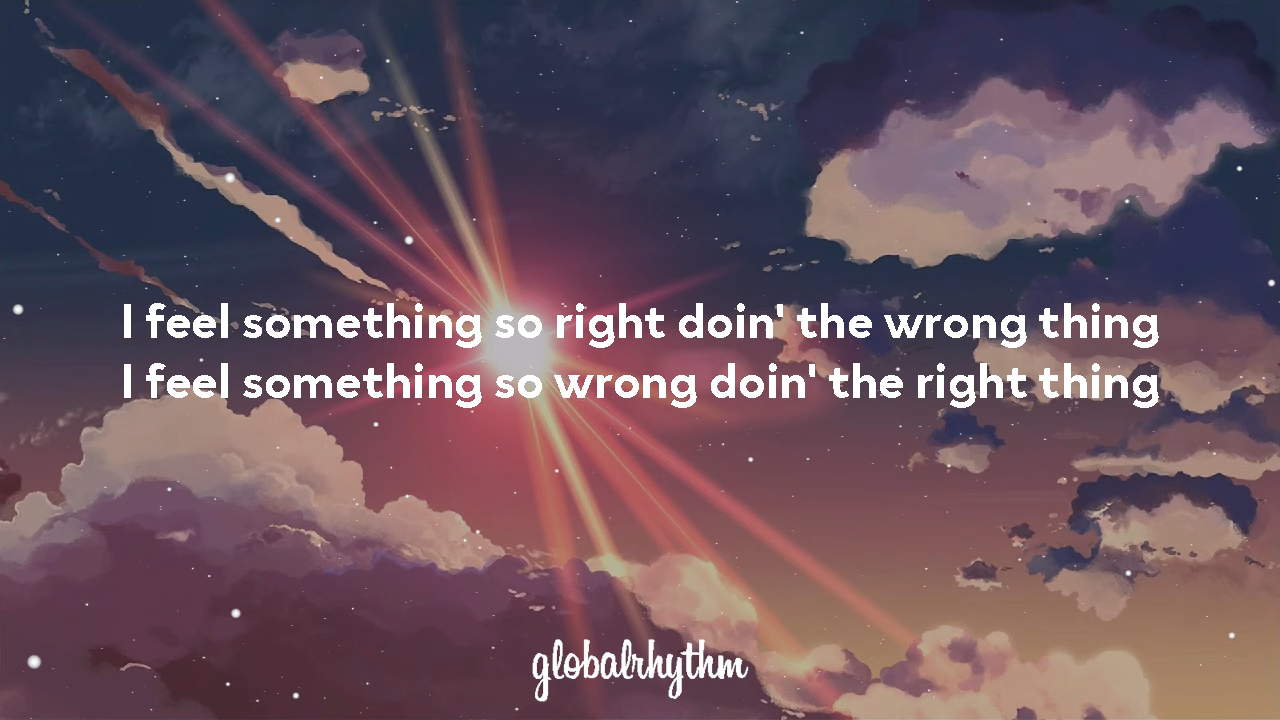 I feel something so right doin' the wrong thing
I feel something so wrong doin' the right thing
globalrhythm